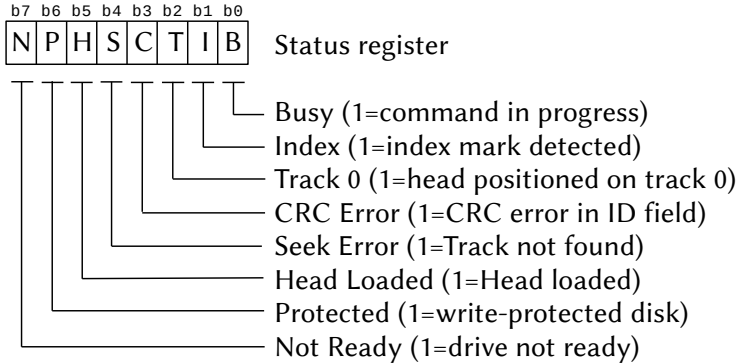 b7 b6 b5 b4 b3 b2 b1 b0
N P H S C T I B Status register
Busy (1=command in progress)
Index (1=index mark detected)
Track 0 (1=head positioned on track 0)
CRC Error (1=CRC error in ID field)
Seek Error (1=Track not found)
Head Loaded (1=Head loaded)
Protected (1=write-protected disk)
Not Ready (1=drive not ready)